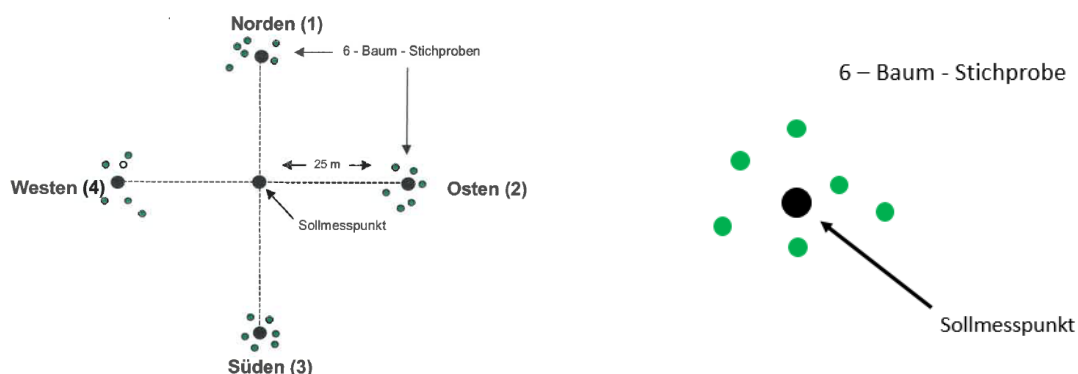 Norden (1)
6 - Baum - Stichproben
25 m
Westen (4)
Osten (2)
Sollmesspunkt
Süden (3)
6 – Baum - Stichprobe
Sollmesspunkt